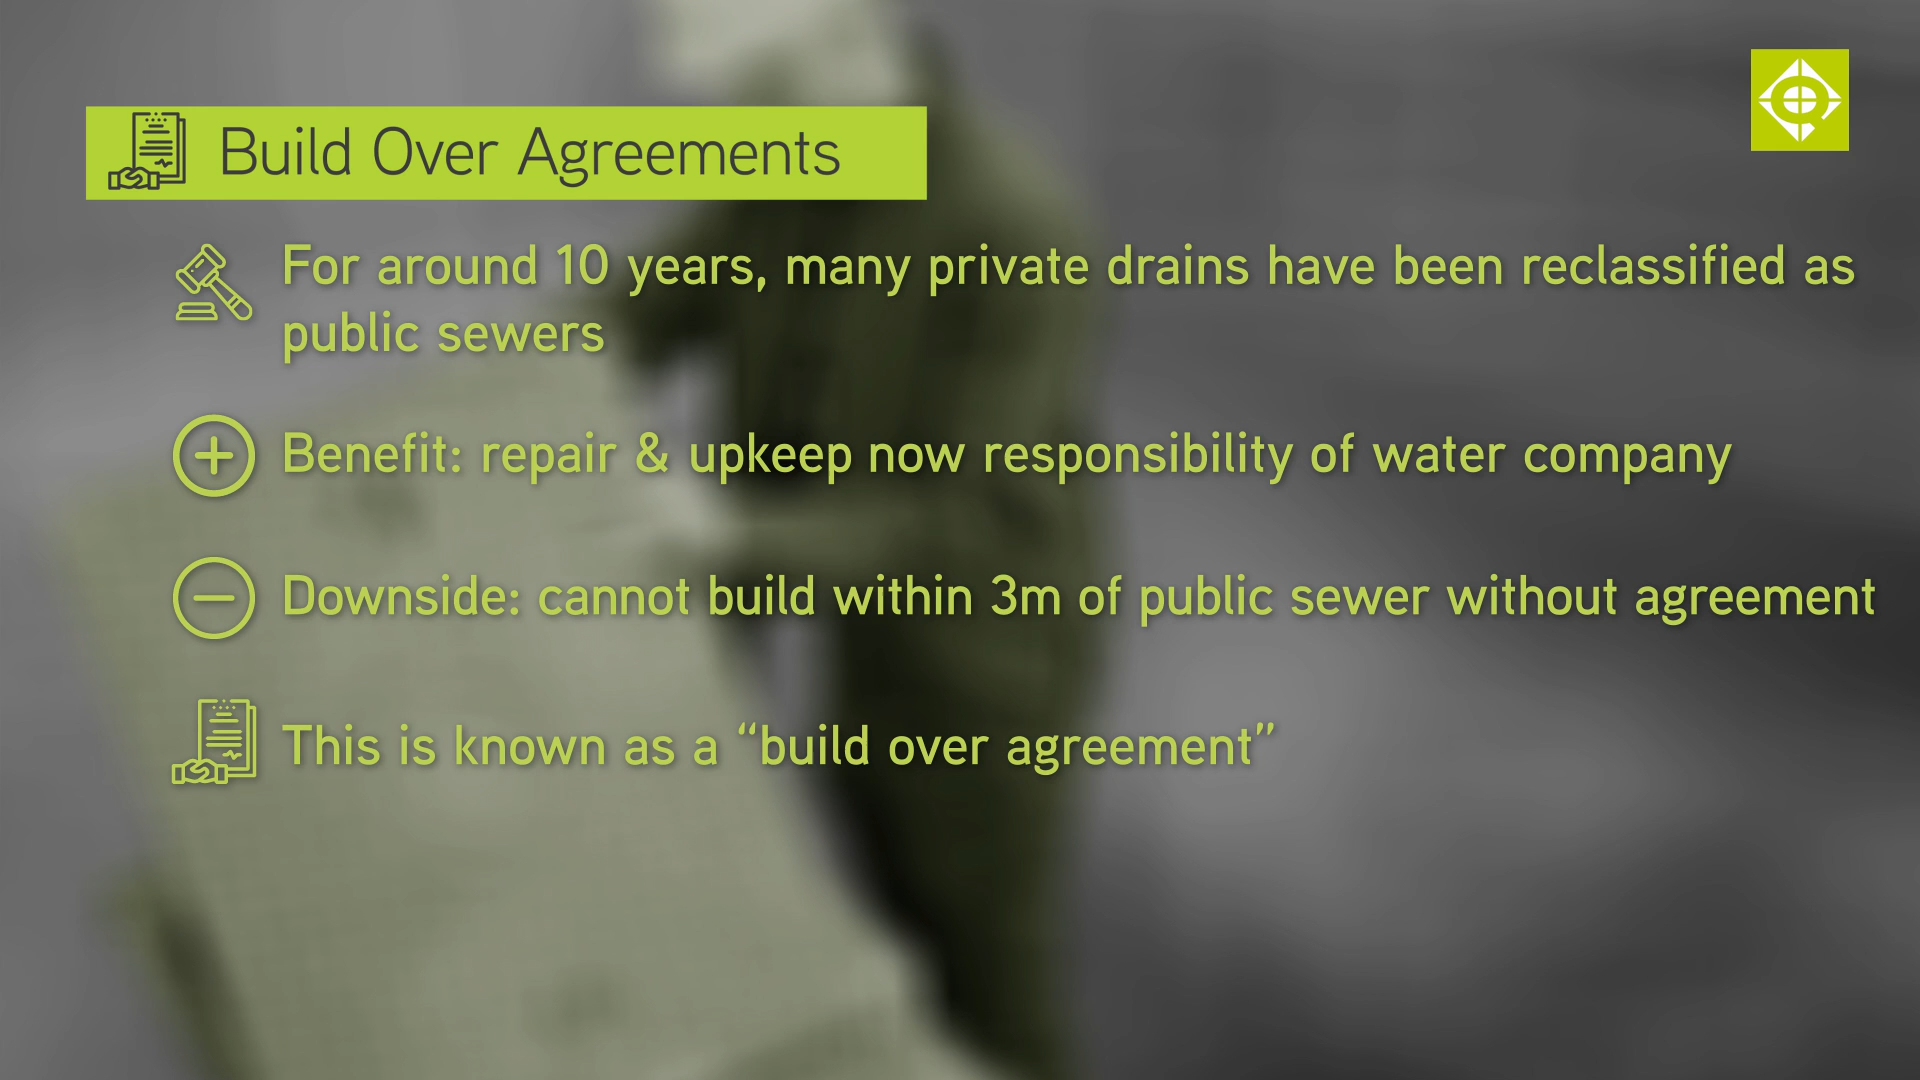 Build Over Agreements
For around 10 years, many private drains have been reclassified as
public sewers
Benefit: repair & upkeep now responsibility of water company
Downside: cannot build within 3m of public sewer without agreement
This is known as a “build over agreement”